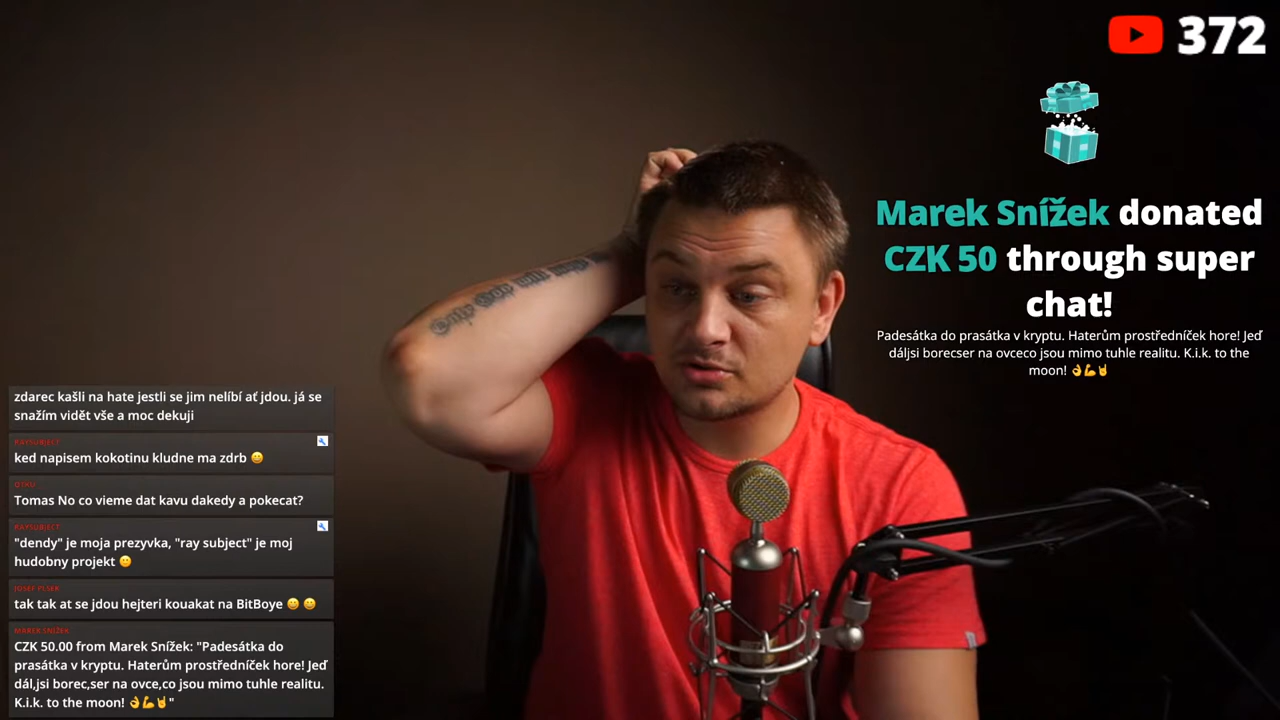 372
Marek Snížek donated
CZK 50 through super
chat!
Padesátka do prasátka v kryptu. Haterům prostředníček hore! Jeď
dáljsi borecser na ovceco jsou mimo tuhle realitu. K.i.k. to the
moon! 👌💪🤘
zdarec kašli na hate jestli se jim nelíbí ať jdou. já se
snažím vidět vše a moc dekuji
RAYSUBJECT
ked napisem kokotinu kludne ma zdrb 😀
Tomas No co vieme dat kavu dakedy a pokecat?
RAYSUBJECT
"dendy" je moja prezyvka, "ray subject" je moj
hudobny projekt 🙂
tak tak at se jdou hejteri kouakat na BitBoye 😀 😀
MAREK SNÍŽEK
CZK 50.00 from Marek Snížek: "Padesátka do
prasátka v kryptu. Haterům prostředníček hore! Jeď
dál,jsi borec,ser na ovce,co jsou mimo tuhle realitu.
K.i.k. to the moon! 👌💪🤘"